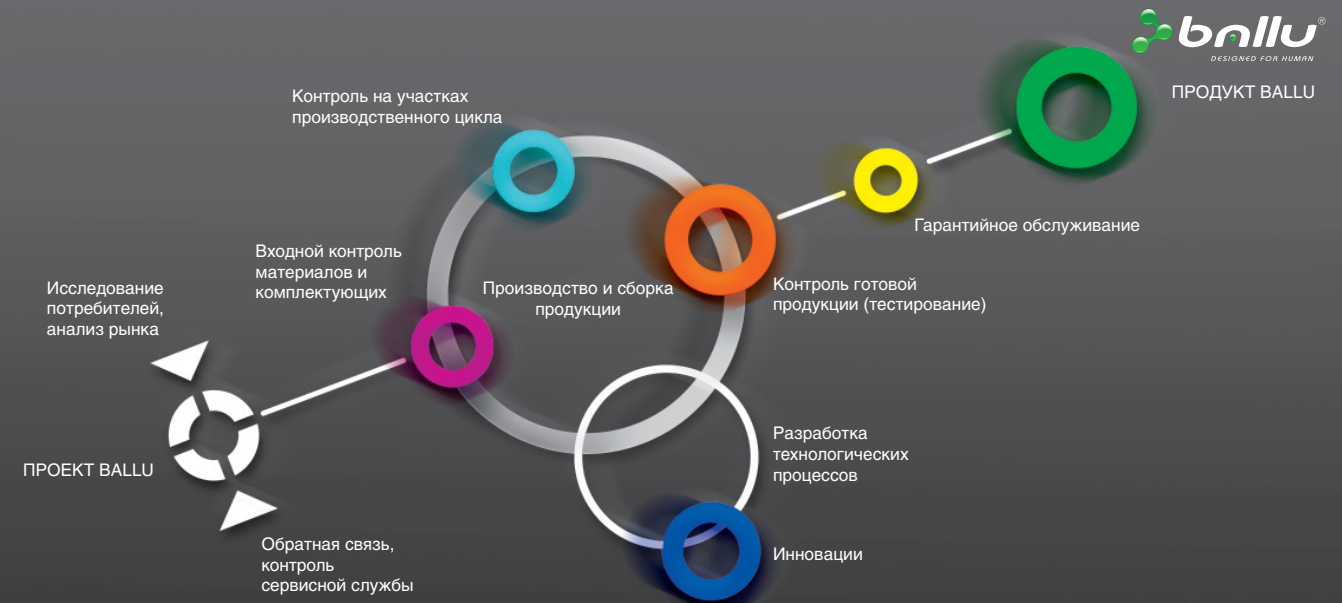 ballu®
DESIGNED FOR HUMAN
ПРОДУКТ BALLU
Контроль на участках
производственного цикла
Гарантийное обслуживание
Входной контроль
материалов и
комплектующих
Производство и сборка
продукции
Контроль готовой
продукции (тестирование)
Исследование
потребителей,
анализ рынка
ПРОЕКТ BALLU
Разработка
технологических
процессов
Обратная связь,
контроль
сервисной службы
Инновации